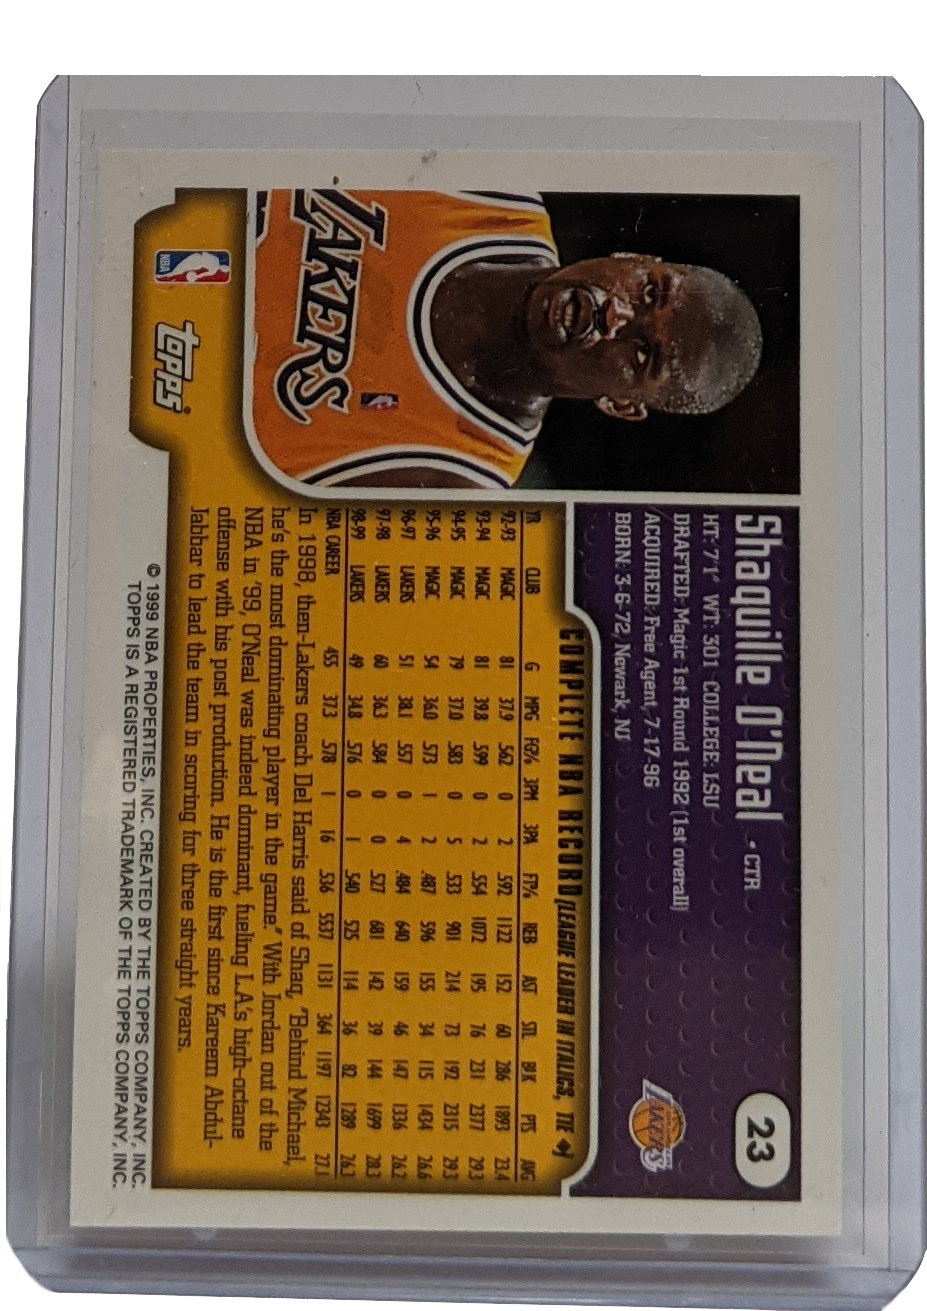 Shaquille O'Neal - CTR
23
HT: 7'1" WT: 301 COLLEGE: LSU
DRAFTED: Magic 1st Round 1992 (1st overall)
ACQUIRED: Free Agent, 7-17-96
BORN: 3-6-72, Newark, NJ
LAKERS
LAKERS
COMPLETE NBA RECORD (LEAGUE LEADER IN ITALICS, TIE ◆)
YR CLUB G MPG FG% 3PM 3PA FT% REB AST STL BLK PTS AVG
92-93 MAGIC 81 37.9 .562 0 2 .592 1122 152 60 286 1893 23.4
93-94 MAGIC 81 39.8 .599 0 2 .554 1072 195 76 231 2377 29.3
94-95 MAGIC 79 37.0 .583 0 5 .533 901 214 73 192 2315 29.3
95-96 MAGIC 54 36.0 .573 1 2 .487 596 155 34 115 1434 26.6
96-97 LAKERS 51 38.1 .557 0 4 .484 640 159 46 147 1336 26.2
97-98 LAKERS 60 36.3 .584 0 0 .527 681 142 39 144 1699 28.3
98-99 LAKERS 49 34.8 .576 0 1 .540 525 114 36 82 1289 26.3
NBA CAREER 455 37.3 .578 1 16 .536 5537 1131 364 1197 12343 27.1
In 1998, then-Lakers coach Del Harris said of Shaq, "Behind Michael,
he's the most dominating player in the game." With Jordan out of the
NBA in '99, O'Neal was indeed dominant, fueling L.A.'s high-octane
offense with his post production. He is the first since Kareem Abdul-
Jabbar to lead the team in scoring for three straight years.
NBA
topps®
© 1999 NBA PROPERTIES, INC. CREATED BY THE TOPPS COMPANY, INC.
TOPPS IS A REGISTERED TRADEMARK OF THE TOPPS COMPANY, INC.